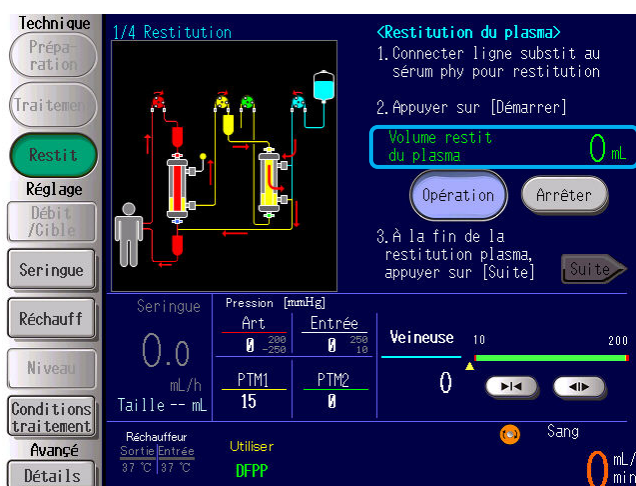 Technique
Prépa-
ration
Traitemen
Restit
Réglage
Débit
/Cible
Seringue
Réchauff
Niveau
Conditions
traitement
Avancé
Détails
1/4 Restitution
<Restitution du plasma>
1.Connecter ligne substit au
sérum phy pour restitution
2.Appuyer sur [Démarrer]
Volume restit
du plasma 0 mL
Opération Arrêter
3.À la fin de la
restitution plasma,
appuyer sur [Suite] Suite
Seringue
0.0
mL/h
Taille -- mL
Pression [mmHg]
Art Entrée
0 200 -250 0 250 10
PTM1 PTM2
15 0
Veineuse 10 200
0
Réchauffeur
Sortie Entrée
37 ℃ 37 ℃
Utiliser
DFPP
Sang
0 mL/
min